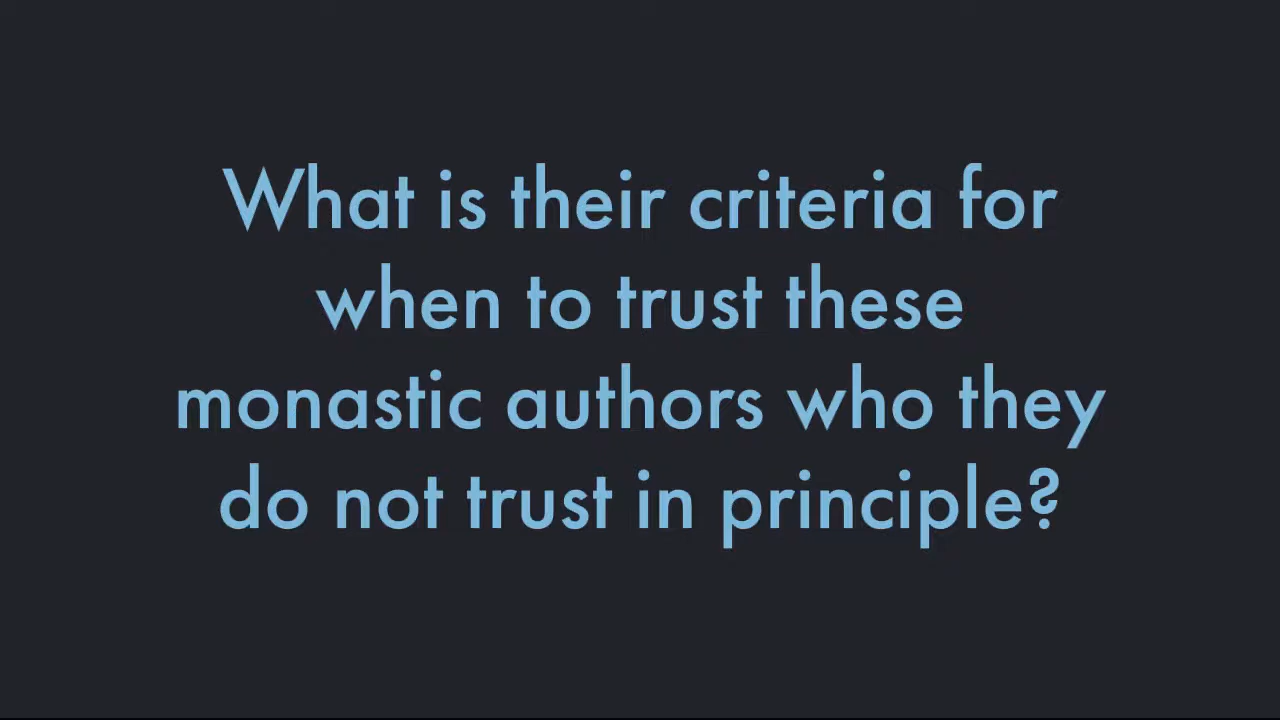 What is their criteria for
when to trust these
monastic authors who they
do not trust in principle?